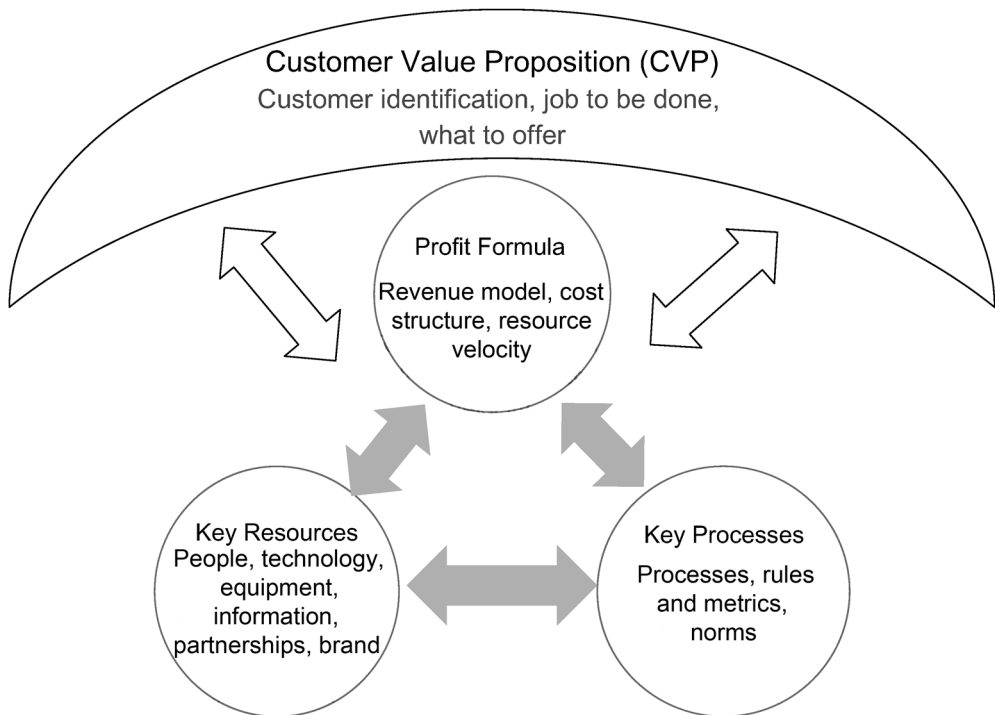 Customer Value Proposition (CVP)
Customer identification, job to be done,
what to offer
Profit Formula
Revenue model, cost
structure, resource
velocity
Key Resources
People, technology,
equipment,
information,
partnerships, brand
Key Processes
Processes, rules
and metrics,
norms